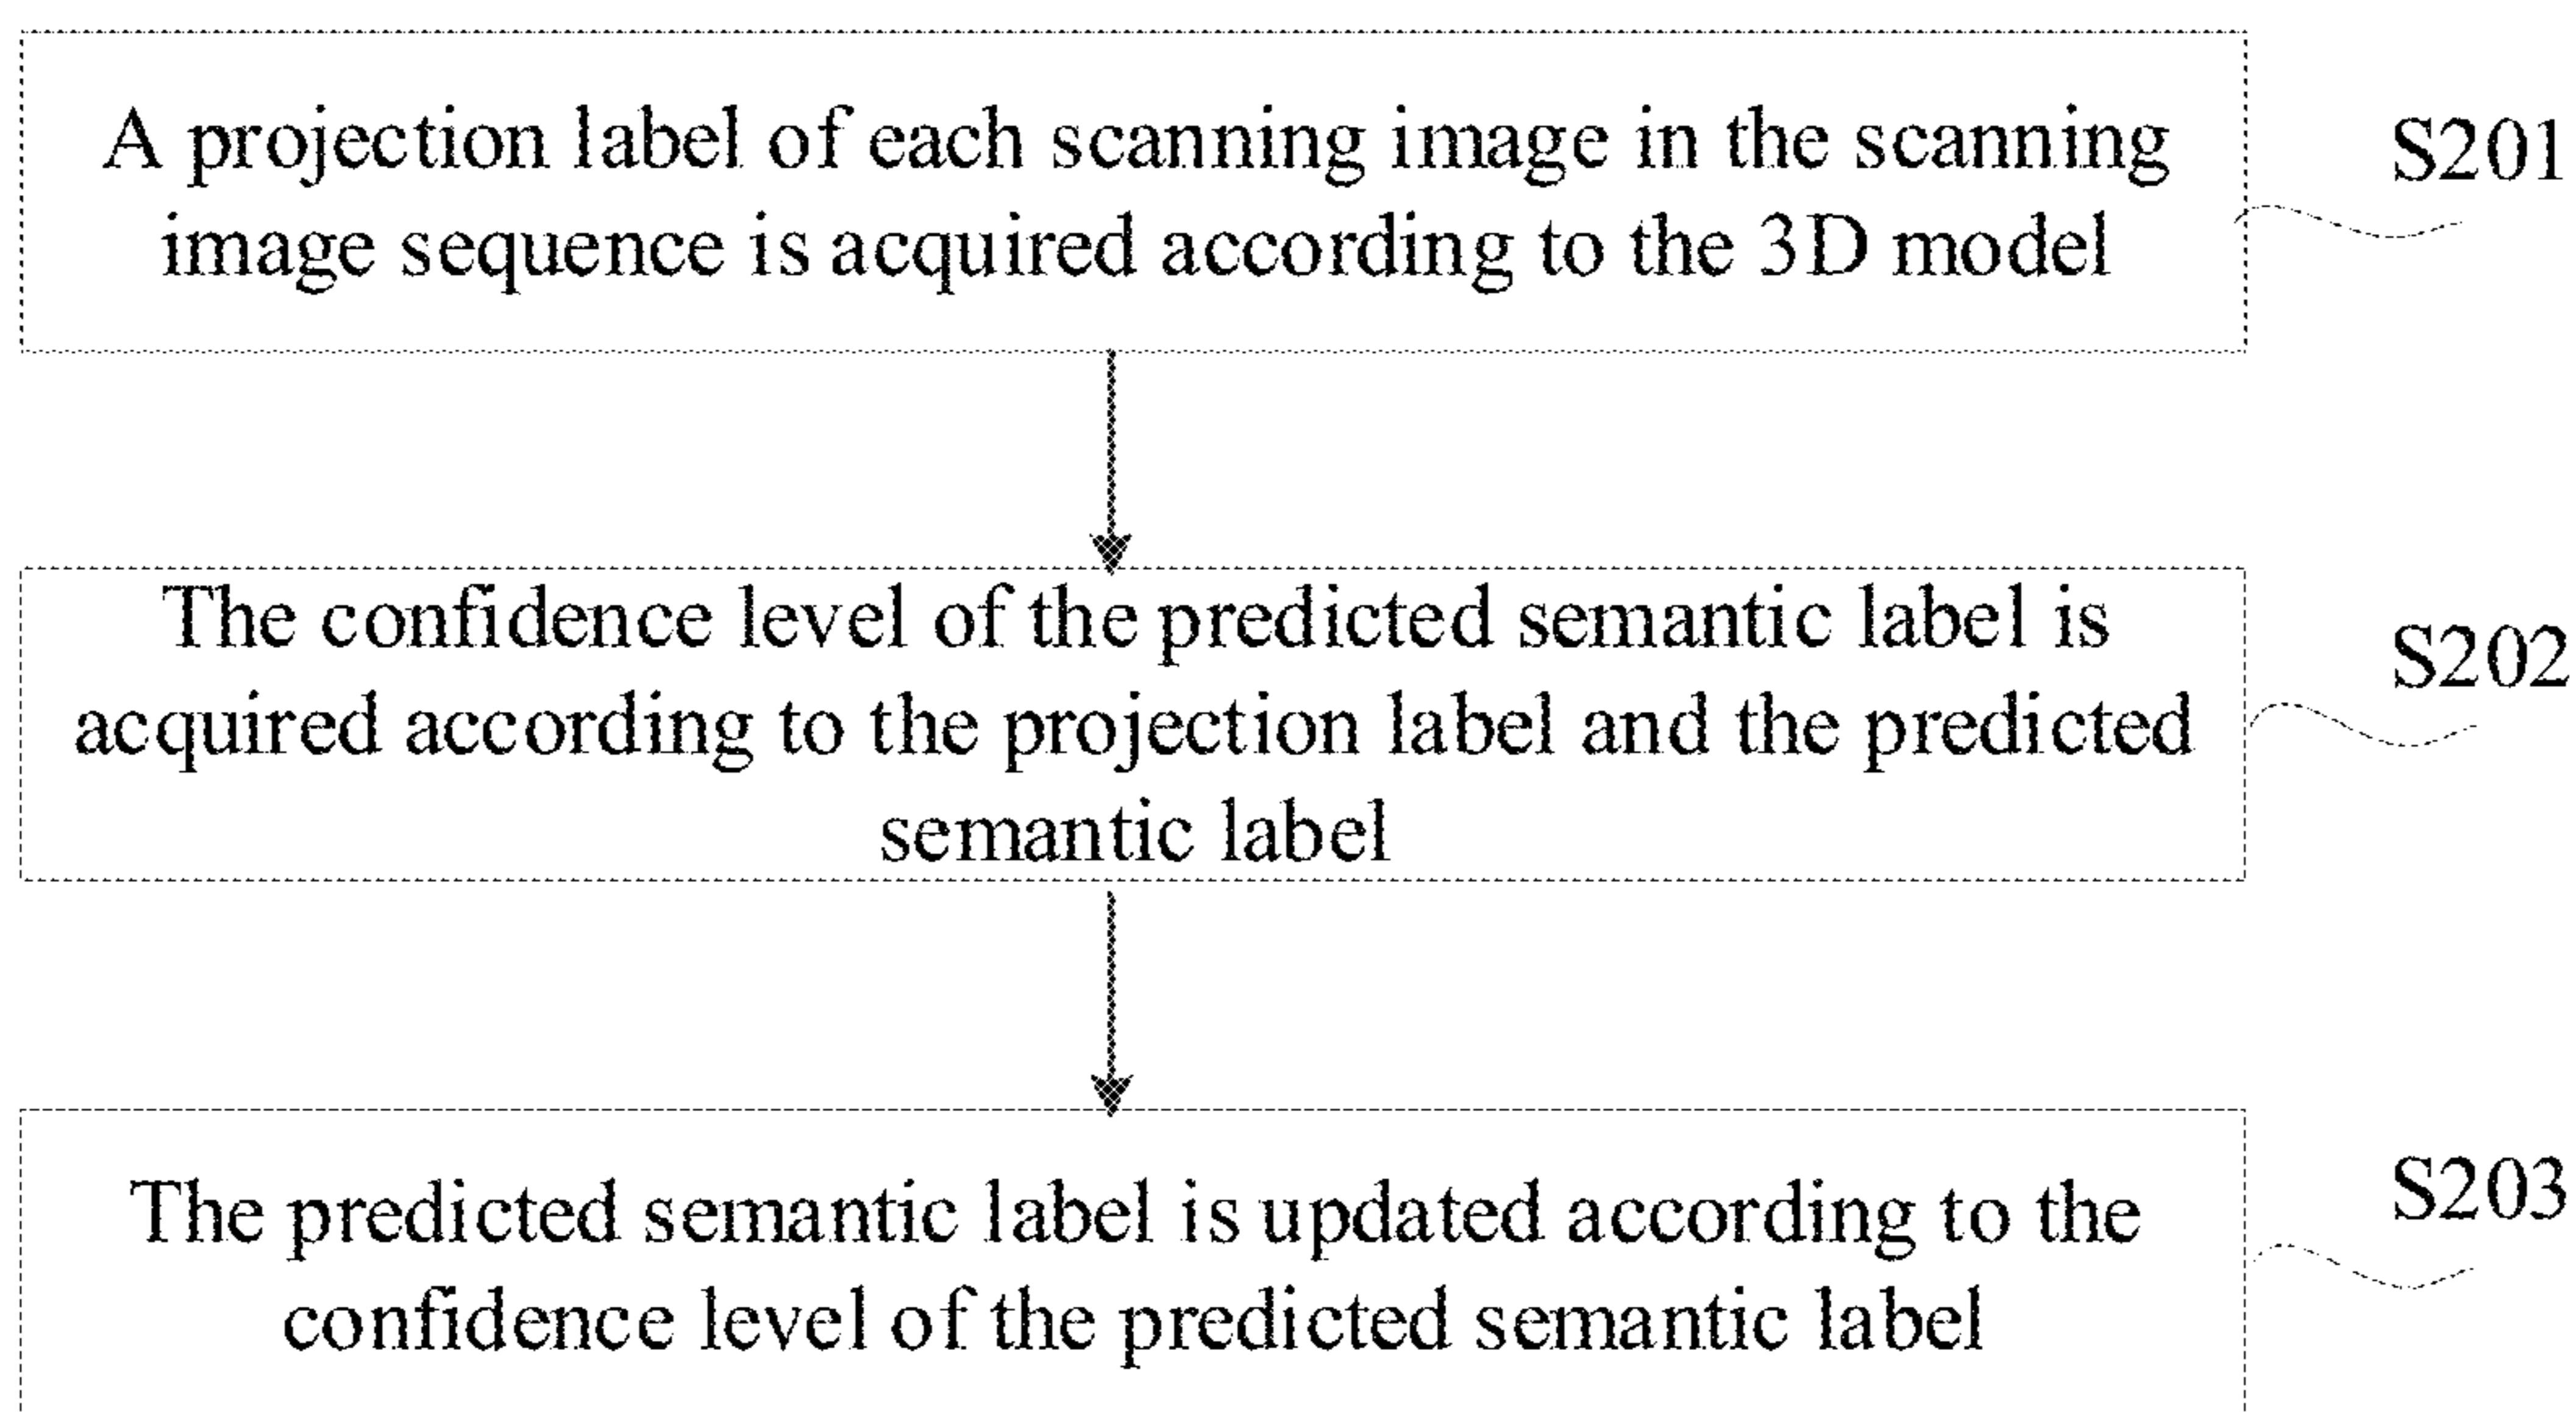 A projection label of each scanning image in the scanning
image sequence is acquired according to the 3D model
S201
The confidence level of the predicted semantic label is
acquired according to the projection label and the predicted
semantic label
S202
The predicted semantic label is updated according to the
confidence level of the predicted semantic label
S203